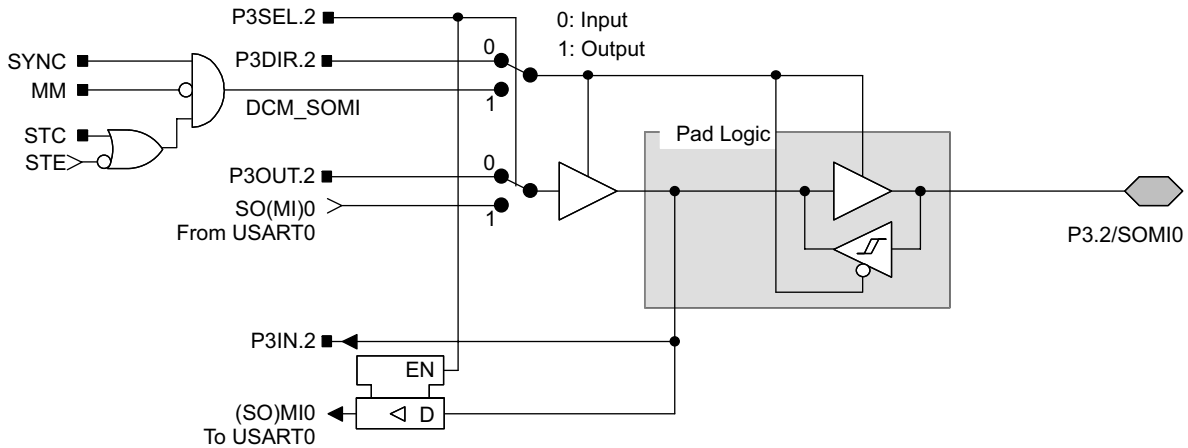 P3SEL.2
0: Input
1: Output
P3DIR.2
0
1
SYNC
MM
DCM_SOMI
STC
STE
Pad Logic
P3OUT.2
0
1
SO(MI)0
From USART0
P3.2/SOMI0
P3IN.2
EN
D
(SO)MI0
To USART0